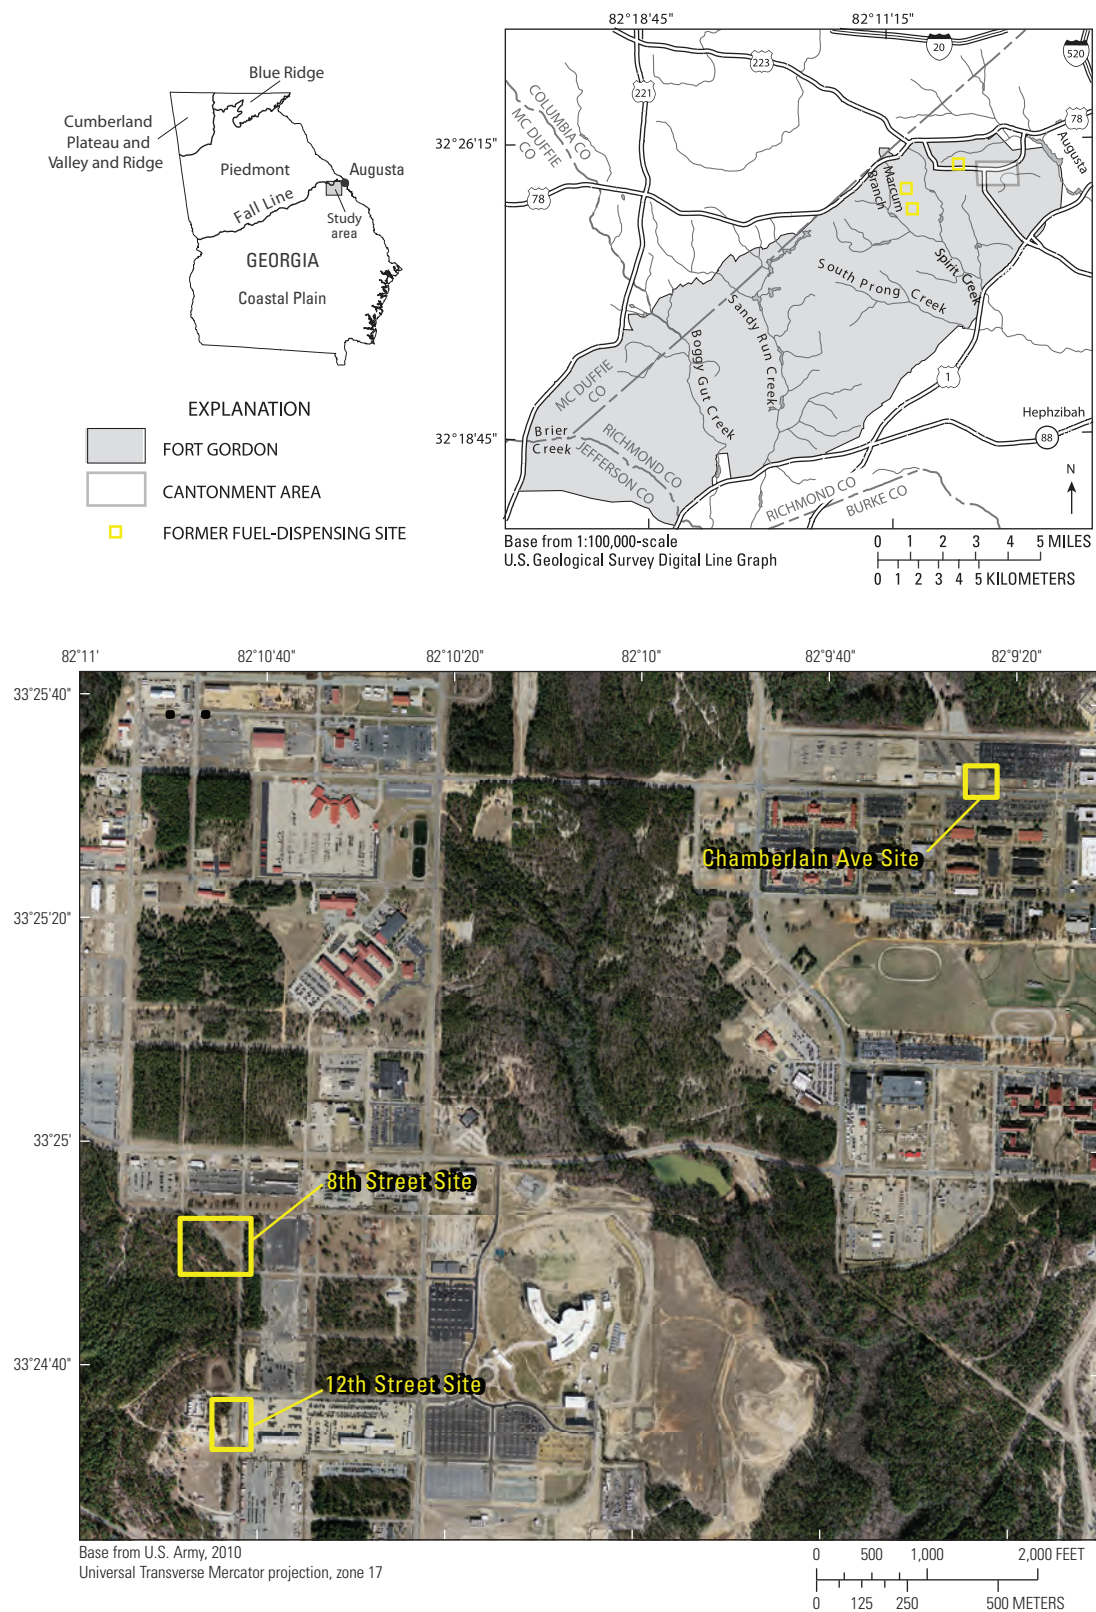 Blue Ridge
Cumberland
Plateau and
Valley and Ridge
Piedmont
Augusta
Fall Line
Study
area
GEORGIA
Coastal Plain
EXPLANATION
FORT GORDON
CANTONMENT AREA
FORMER FUEL-DISPENSING SITE
82°18'45"
82°11'15"
20
520
223
221
78
COLUMBIA CO
MC DUFFIE
CO
32°26'15"
Augusta
78
Marcum
Branch
Spirit Creek
South Prong Creek
Sandy Run Creek
Boggy Gut Creek
MC DUFFIE
CO
1
Hephzibah
88
32°18'45"
Brier
Creek
RICHMOND CO
JEFFERSON CO
RICHMOND CO
BURKE CO
N
Base from 1:100,000-scale
U.S. Geological Survey Digital Line Graph
0 1 2 3 4 5 MILES
0 1 2 3 4 5 KILOMETERS
82°11'
82°10'40"
82°10'20"
82°10'
82°9'40"
82°9'20"
33°25'40"
Chamberlain Ave Site
33°25'20"
33°25'
8th Street Site
33°24'40"
12th Street Site
Base from U.S. Army, 2010
Universal Transverse Mercator projection, zone 17
0 500 1,000 2,000 FEET
0 125 250 500 METERS